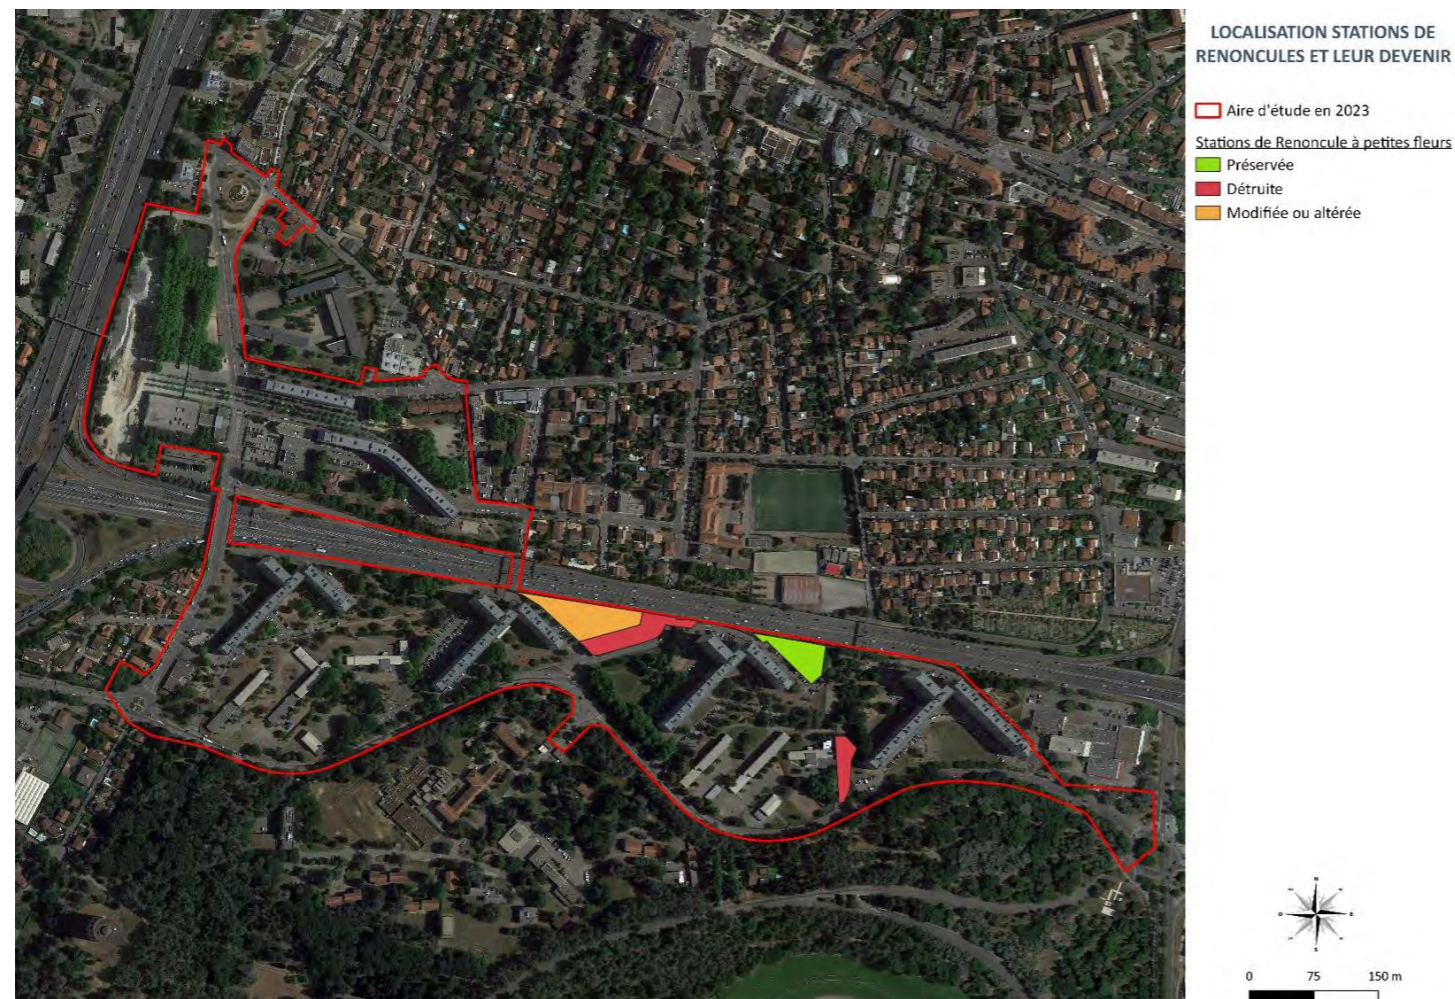 LOCALISATION STATIONS DE
RENONCULES ET LEUR DEVENIR
Aire d'étude en 2023
Stations de Renoncule à petites fleurs
Préservée
Détruite
Modifiée ou altérée
N
O
E
S
0 75 150 m